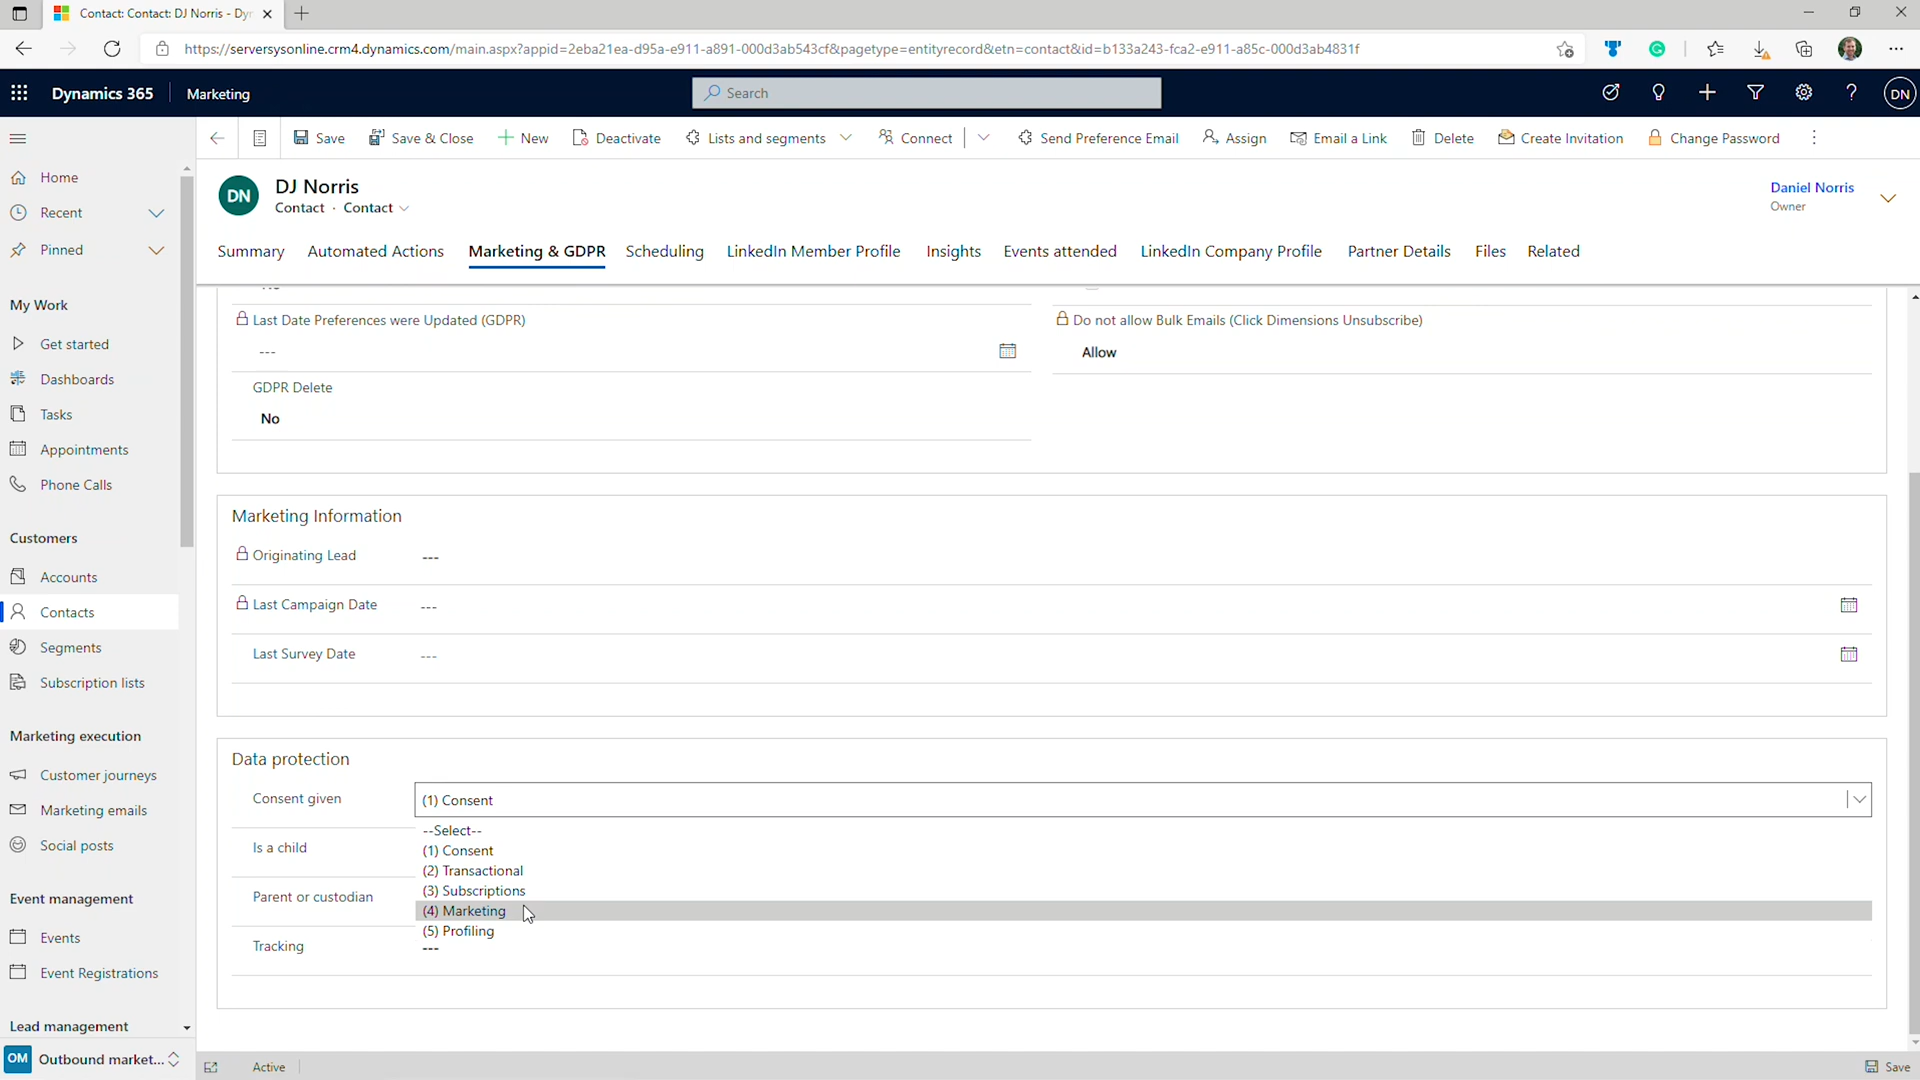 Contact: Contact: DJ Norris - Dyn
https://serversysonline.crm4.dynamics.com/main.aspx?appid=2eba21ea-d95a-e911-a891-000d3ab543cf&pagetype=entityrecord&etn=contact&id=b133a243-fca2-e911-a85c-000d3ab4831f
Dynamics 365
Marketing
Search
DN
Save
Save & Close
New
Deactivate
Lists and segments
Connect
Send Preference Email
Assign
Email a Link
Delete
Create Invitation
Change Password
Home
Recent
Pinned
My Work
Get started
Dashboards
Tasks
Appointments
Phone Calls
Customers
Accounts
Contacts
Segments
Subscription lists
Marketing execution
Customer journeys
Marketing emails
Social posts
Event management
Events
Event Registrations
Lead management
OM Outbound market...
DN
DJ Norris
Contact · Contact
Daniel Norris
Owner
Summary
Automated Actions
Marketing & GDPR
Scheduling
LinkedIn Member Profile
Insights
Events attended
LinkedIn Company Profile
Partner Details
Files
Related
Last Date Preferences were Updated (GDPR)
---
Do not allow Bulk Emails (Click Dimensions Unsubscribe)
Allow
GDPR Delete
No
Marketing Information
Originating Lead ---
Last Campaign Date ---
Last Survey Date ---
Data protection
Consent given (1) Consent
--Select--
(1) Consent
(2) Transactional
(3) Subscriptions
(4) Marketing
(5) Profiling
Is a child
Parent or custodian
Tracking ---
Active
Save